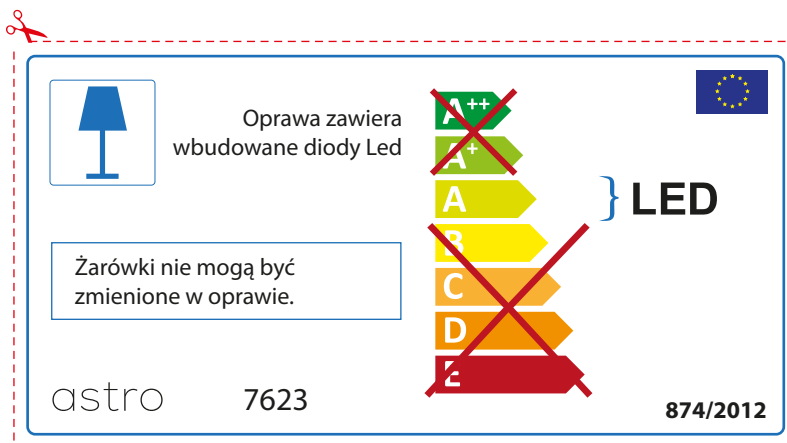 Oprawa zawiera
wbudowane diody Led
A++
A+
A
B
C
D
E
LED
Żarówki nie mogą być
zmienione w oprawie.
astro
7623
874/2012